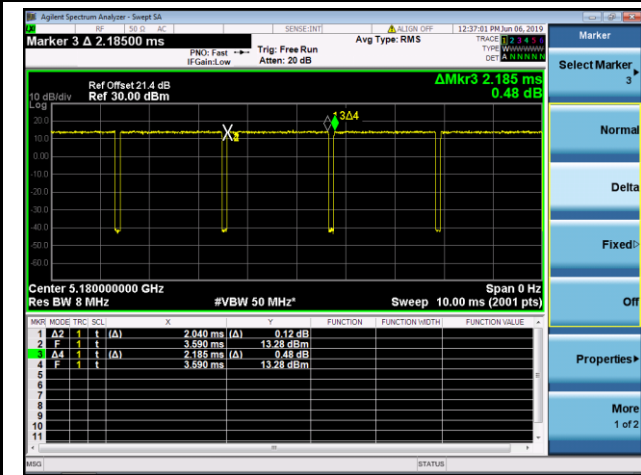 Agilent Spectrum Analyzer - Swept SA
RF 50 Ω AC SENSE:INT ALIGN OFF 12:37:01 PM Jun 06, 2019
Marker 3 Δ 2.18500 ms
PNO: Fast
IFGain:Low
Trig: Free Run
Atten: 20 dB
Avg Type: RMS
TRACE 1 2 3 4 5 6
TYPE WWWWWW
DET A N N N N N
Ref Offset 21.4 dB
10 dB/div Ref 30.00 dBm
Log
ΔMkr3 2.185 ms
0.48 dB
20.0
10.0
0.00
-10.0
-20.0
-30.0
-40.0
-50.0
-60.0
3Δ4
Center 5.180000000 GHz Span 0 Hz
Res BW 8 MHz #VBW 50 MHz* Sweep 10.00 ms (2001 pts)
MKR MODE TRC SCL X Y FUNCTION FUNCTION WIDTH FUNCTION VALUE
1 Δ2 1 t (Δ) 2.040 ms (Δ) 0.12 dB
2 F 1 t 3.590 ms 13.28 dBm
3 Δ4 1 t (Δ) 2.185 ms (Δ) 0.48 dB
4 F 1 t 3.590 ms 13.28 dBm
5
6
7
8
9
10
11
MSG STATUS
Marker
Select Marker
3
Normal
Delta
Fixed
Off
Properties
More
1 of 2